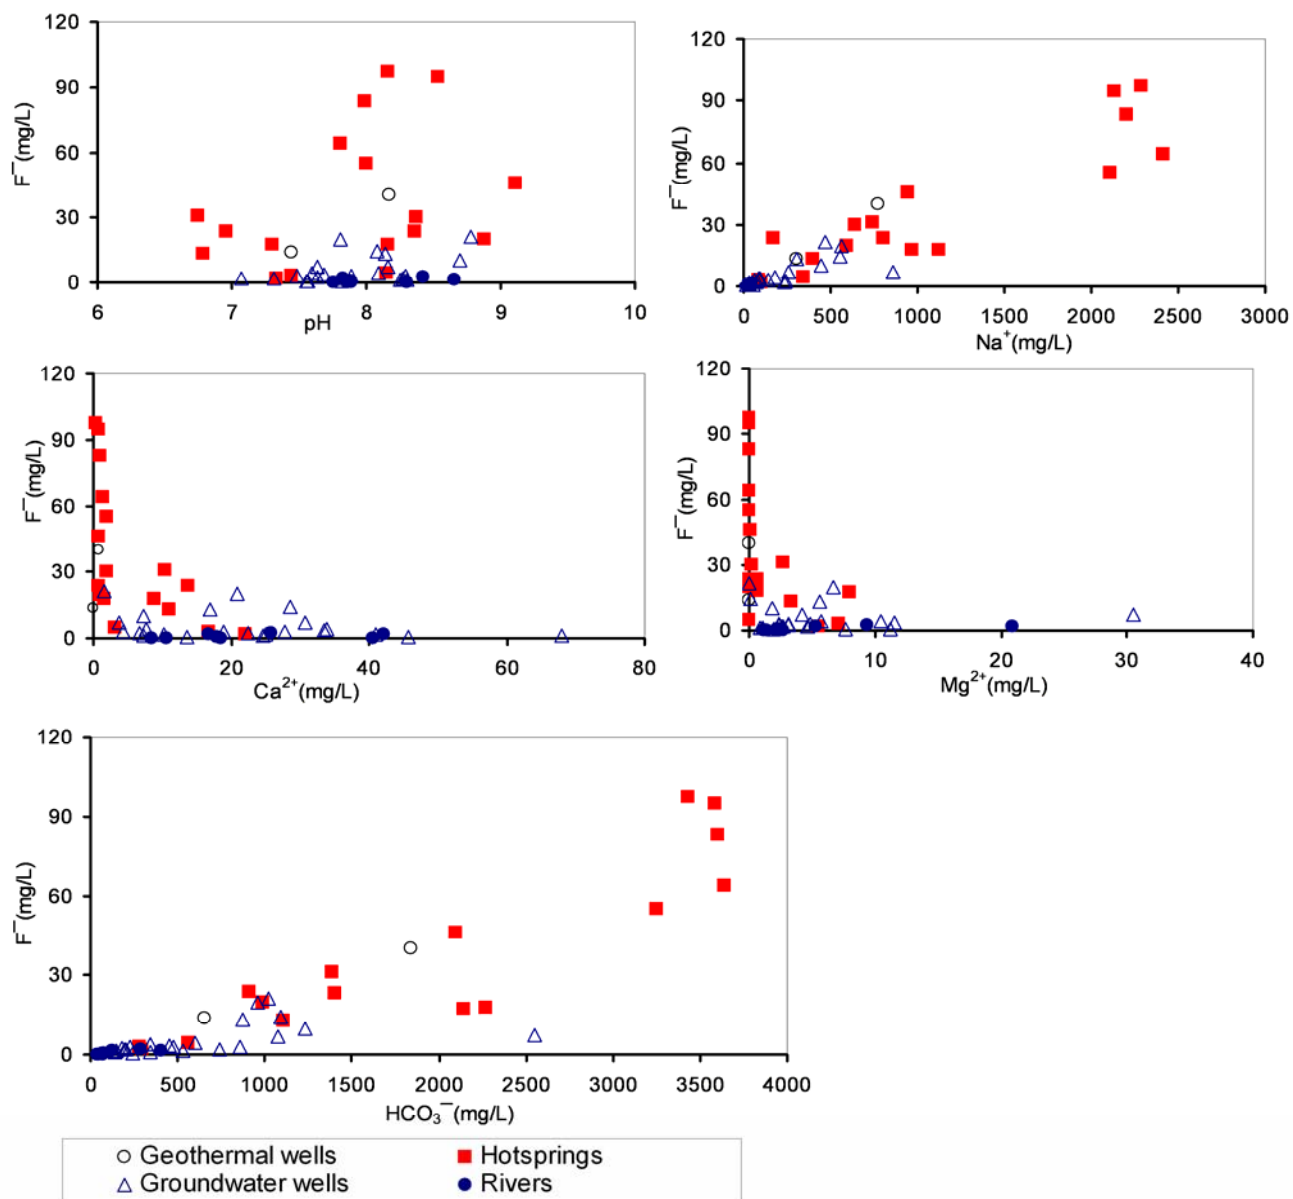 120
90
60
30
0
F⁻(mg/L)
6 7 8 9 10
pH
120
90
60
30
0
F⁻(mg/L)
0 500 1000 1500 2000 2500 3000
Na⁺(mg/L)
120
90
60
30
0
F⁻(mg/L)
0 20 40 60 80
Ca²⁺(mg/L)
120
90
60
30
0
F⁻(mg/L)
0 10 20 30 40
Mg²⁺(mg/L)
120
90
60
30
0
F⁻(mg/L)
0 500 1000 1500 2000 2500 3000 3500 4000
HCO₃⁻(mg/L)
Geothermal wells
Hotsprings
Groundwater wells
Rivers